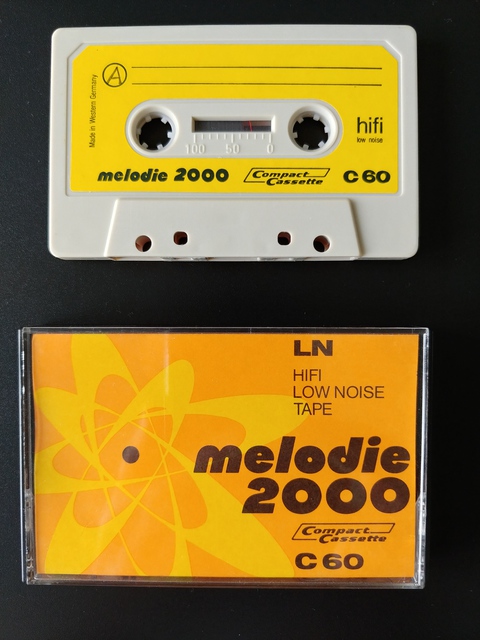 Made in Western Germany
A
hifi
low noise
100 50 0
melodie 2000 Compact Cassette C 60
LN
HIFI
LOW NOISE
TAPE
melodie
2000
Compact
Cassette
C 60